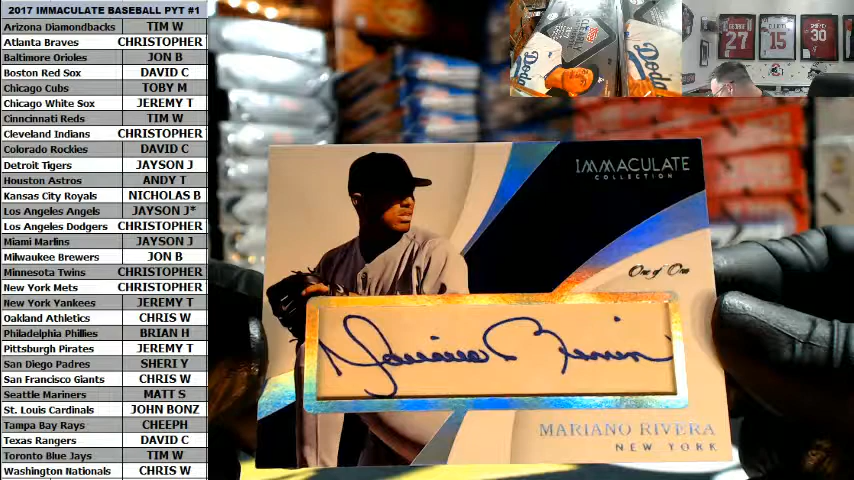 2017 IMMACULATE BASEBALL PYT #1
Arizona Diamondbacks TIM W
Atlanta Braves CHRISTOPHER
Baltimore Orioles JON B
Boston Red Sox DAVID C
Chicago Cubs TOBY M
Chicago White Sox JEREMY T
Cinncinati Reds TIM W
Cleveland Indians CHRISTOPHER
Colorado Rockies DAVID C
Detroit Tigers JAYSON J
Houston Astros ANDY T
Kansas City Royals NICHOLAS B
Los Angeles Angels JAYSON J*
Los Angeles Dodgers CHRISTOPHER
Miami Marlins JAYSON J
Milwaukee Brewers JON B
Minnesota Twins CHRISTOPHER
New York Mets CHRISTOPHER
New York Yankees JEREMY T
Oakland Athletics CHRIS W
Philadelphia Phillies BRIAN H
Pittsburgh Pirates JEREMY T
San Diego Padres SHERI Y
San Francisco Giants CHRIS W
Seattle Mariners MATT S
St. Louis Cardinals JOHN BONZ
Tampa Bay Rays CHEEPH
Texas Rangers DAVID C
Toronto Blue Jays TIM W
Washington Nationals CHRIS W
IMMACULATE
COLLECTION
One of One
Mariano Rivera
MARIANO RIVERA
NEW YORK
27
15
30